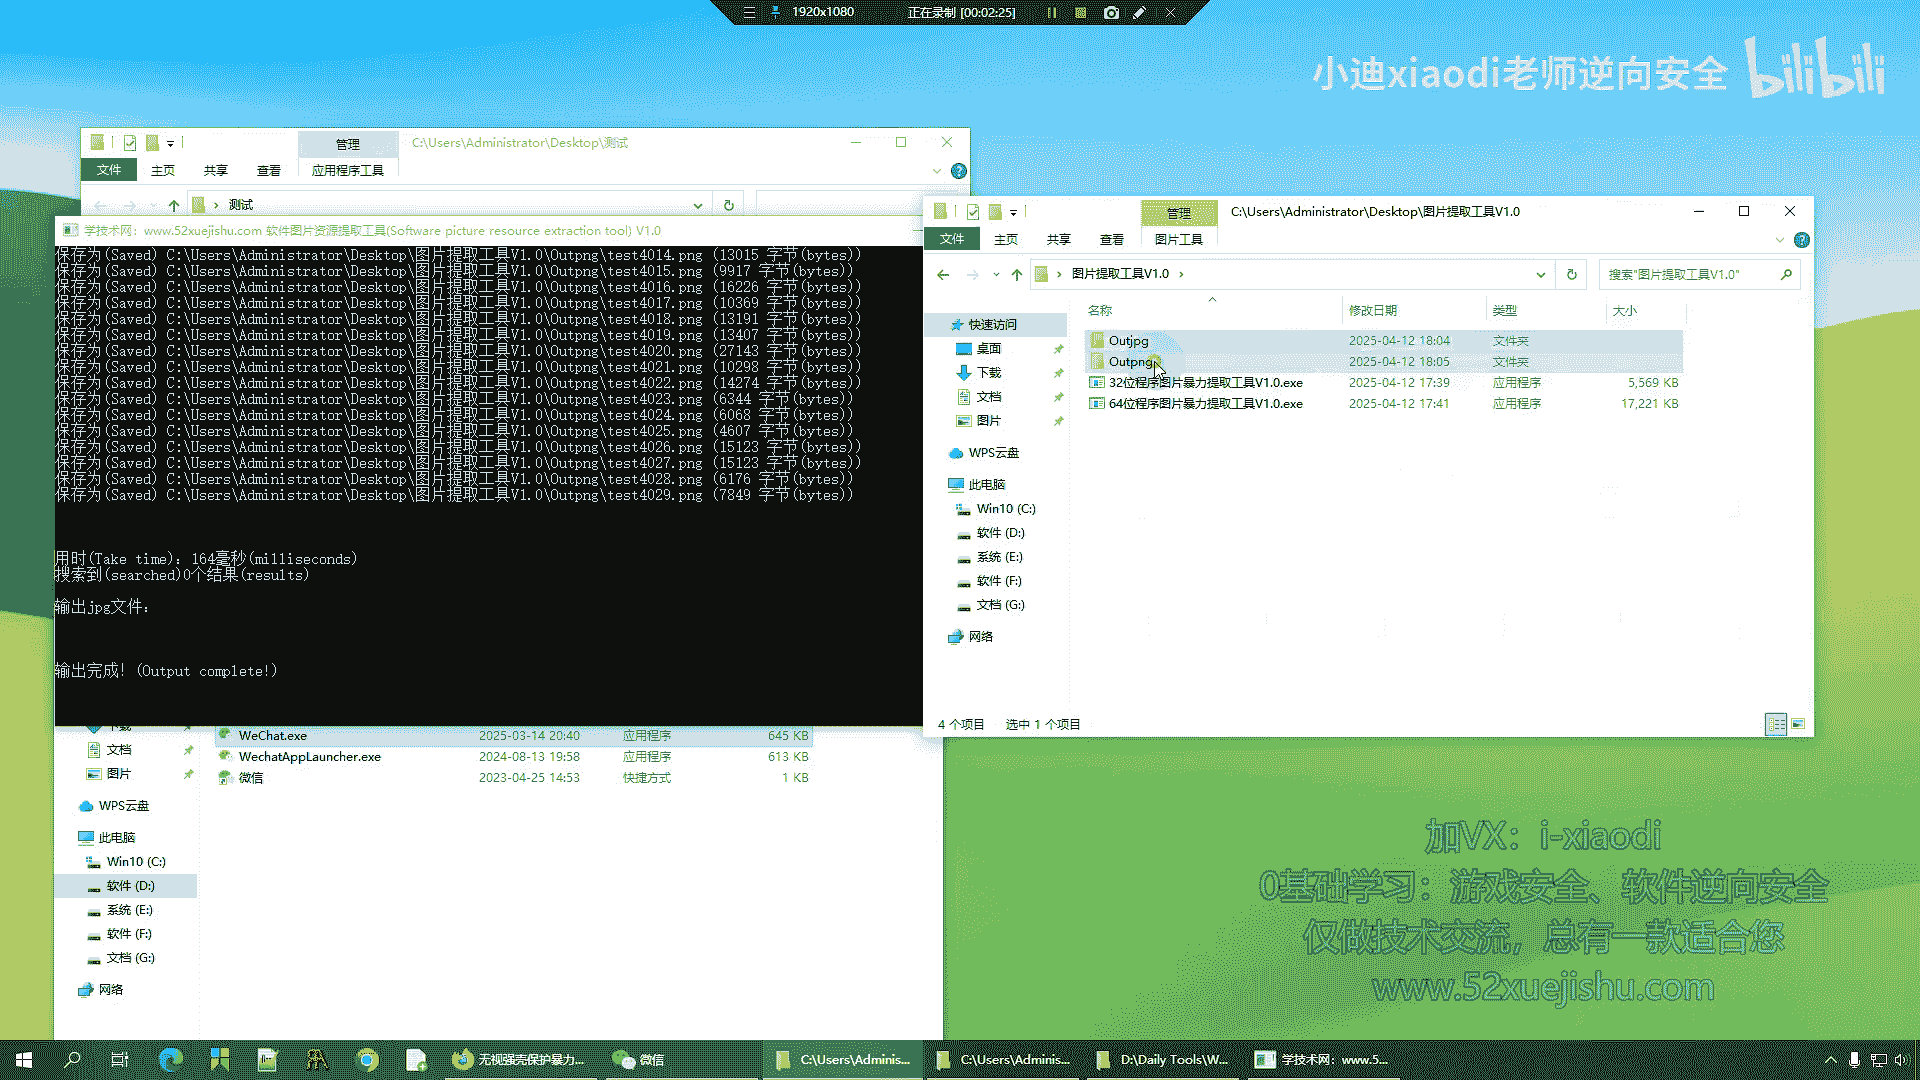 1920x1080
正在录制 [00:02:25]
小迪xiaodi老师逆向安全 bilibili
管理
C:\Users\Administrator\Desktop\测试
文件 主页 共享 查看 应用程序工具
测试
学技术网：www.52xuejishu.com 软件图片资源提取工具(Software picture resource extraction tool) V1.0
保存为(Saved) C:\Users\Administrator\Desktop\图片提取工具V1.0\Outpng\test4014.png (13015 字节(bytes))
保存为(Saved) C:\Users\Administrator\Desktop\图片提取工具V1.0\Outpng\test4015.png (9917 字节(bytes))
保存为(Saved) C:\Users\Administrator\Desktop\图片提取工具V1.0\Outpng\test4016.png (16226 字节(bytes))
保存为(Saved) C:\Users\Administrator\Desktop\图片提取工具V1.0\Outpng\test4017.png (10369 字节(bytes))
保存为(Saved) C:\Users\Administrator\Desktop\图片提取工具V1.0\Outpng\test4018.png (13191 字节(bytes))
保存为(Saved) C:\Users\Administrator\Desktop\图片提取工具V1.0\Outpng\test4019.png (13407 字节(bytes))
保存为(Saved) C:\Users\Administrator\Desktop\图片提取工具V1.0\Outpng\test4020.png (27143 字节(bytes))
保存为(Saved) C:\Users\Administrator\Desktop\图片提取工具V1.0\Outpng\test4021.png (10298 字节(bytes))
保存为(Saved) C:\Users\Administrator\Desktop\图片提取工具V1.0\Outpng\test4022.png (14274 字节(bytes))
保存为(Saved) C:\Users\Administrator\Desktop\图片提取工具V1.0\Outpng\test4023.png (6344 字节(bytes))
保存为(Saved) C:\Users\Administrator\Desktop\图片提取工具V1.0\Outpng\test4024.png (6068 字节(bytes))
保存为(Saved) C:\Users\Administrator\Desktop\图片提取工具V1.0\Outpng\test4025.png (4607 字节(bytes))
保存为(Saved) C:\Users\Administrator\Desktop\图片提取工具V1.0\Outpng\test4026.png (15123 字节(bytes))
保存为(Saved) C:\Users\Administrator\Desktop\图片提取工具V1.0\Outpng\test4027.png (15123 字节(bytes))
保存为(Saved) C:\Users\Administrator\Desktop\图片提取工具V1.0\Outpng\test4028.png (6176 字节(bytes))
保存为(Saved) C:\Users\Administrator\Desktop\图片提取工具V1.0\Outpng\test4029.png (7849 字节(bytes))
用时(Take time)：164毫秒(milliseconds)
搜索到(searched)0个结果(results)
输出jpg文件：
输出完成！(Output complete!)
管理
C:\Users\Administrator\Desktop\图片提取工具V1.0
文件 主页 共享 查看 图片工具
图片提取工具V1.0
搜索"图片提取工具V1.0"
名称 修改日期 类型 大小
Outjpg 2025-04-12 18:04 文件夹
Outpng 2025-04-12 18:05 文件夹
32位程序图片暴力提取工具V1.0.exe 2025-04-12 17:39 应用程序 5,569 KB
64位程序图片暴力提取工具V1.0.exe 2025-04-12 17:41 应用程序 17,221 KB
快速访问
桌面
下载
文档
图片
WPS云盘
此电脑
Win10 (C:)
软件 (D:)
系统 (E:)
软件 (F:)
文档 (G:)
网络
4 个项目 选中 1 个项目
下载
文档
图片
WPS云盘
此电脑
Win10 (C:)
软件 (D:)
系统 (E:)
软件 (F:)
文档 (G:)
网络
WeChat.exe 2025-03-14 20:40 应用程序 645 KB
WechatAppLauncher.exe 2024-08-13 19:58 应用程序 613 KB
微信 2023-04-25 14:53 快捷方式 1 KB
加VX：i-xiaodi
0基础学习：游戏安全、软件逆向安全
仅做技术交流，总有一款适合您
www.52xuejishu.com
无视强壳保护暴力...
微信
C:\Users\Adminis...
C:\Users\Adminis...
D:\Daily Tools\W...
学技术网：www.5...